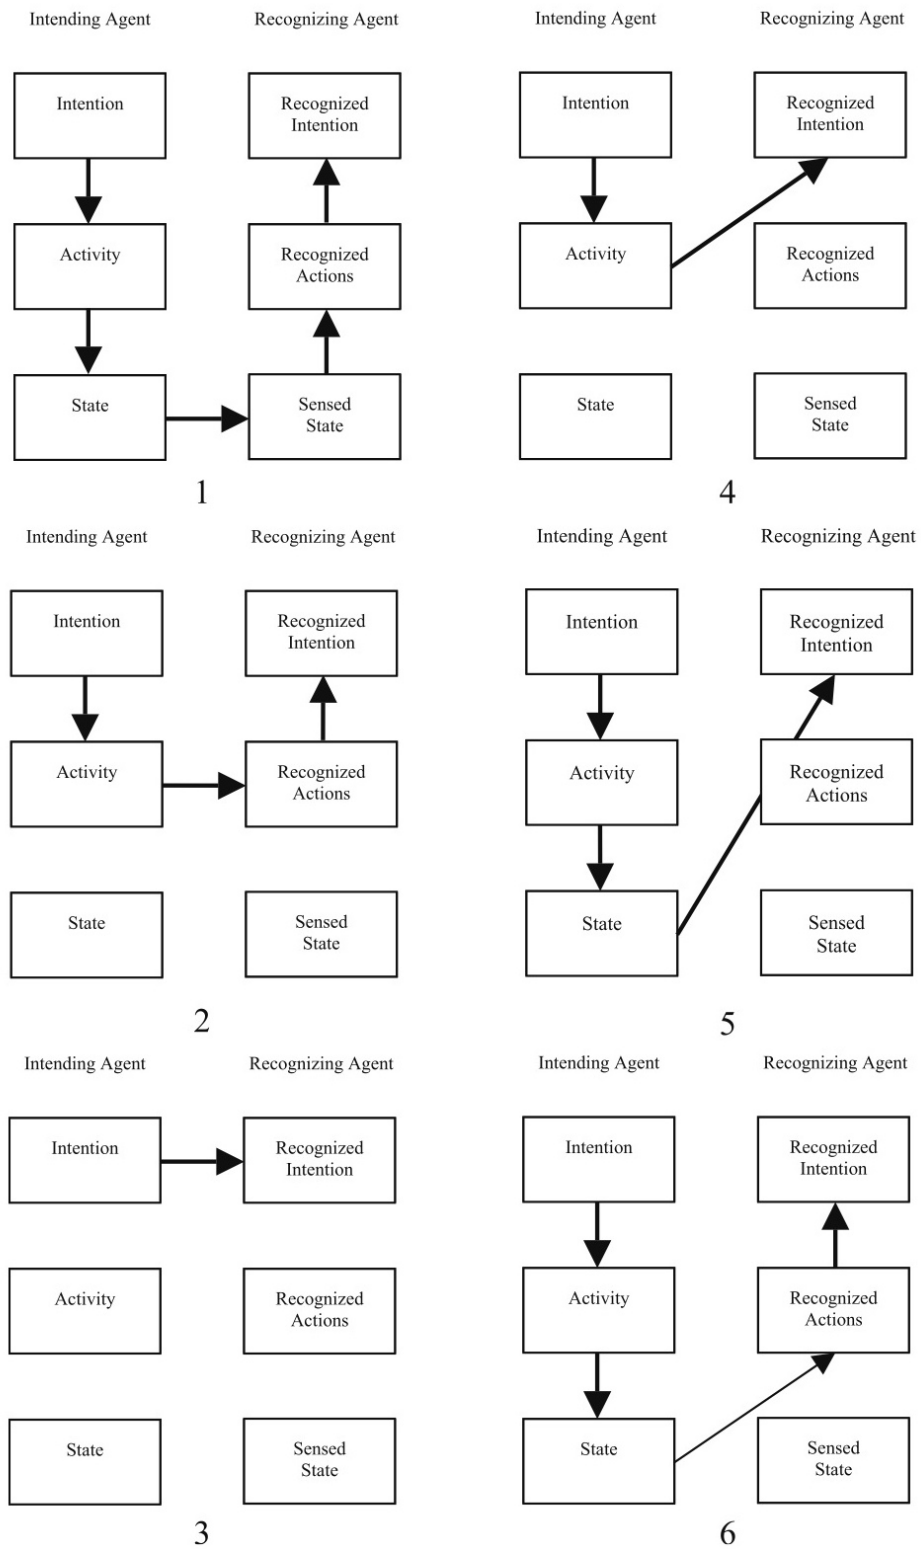 Intending Agent
Recognizing Agent
Intention
Recognized
Intention
Activity
Recognized
Actions
State
Sensed
State
1
Intending Agent
Recognizing Agent
Intention
Recognized
Intention
Activity
Recognized
Actions
State
Sensed
State
2
Intending Agent
Recognizing Agent
Intention
Recognized
Intention
Activity
Recognized
Actions
State
Sensed
State
3
Intending Agent
Recognizing Agent
Intention
Recognized
Intention
Activity
Recognized
Actions
State
Sensed
State
4
Intending Agent
Recognizing Agent
Intention
Recognized
Intention
Activity
Recognized
Actions
State
Sensed
State
5
Intending Agent
Recognizing Agent
Intention
Recognized
Intention
Activity
Recognized
Actions
State
Sensed
State
6